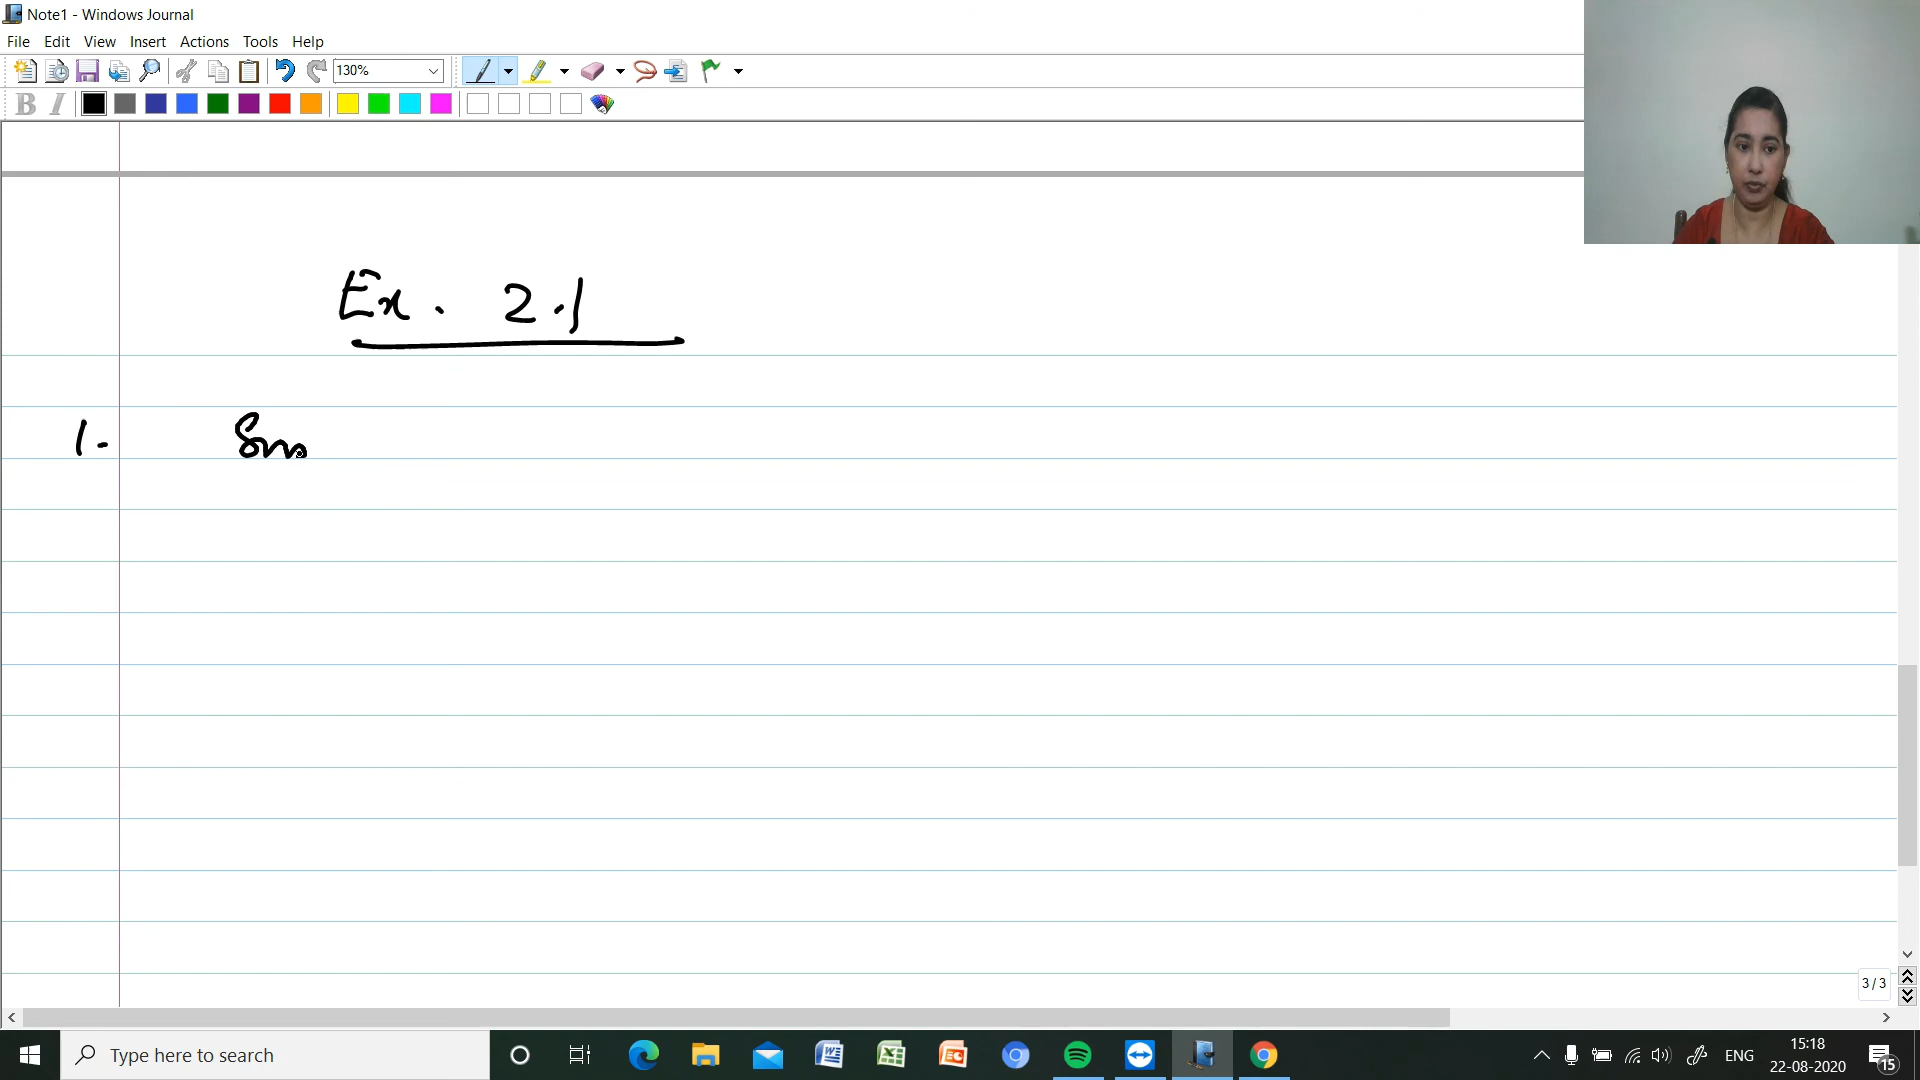 Note1 - Windows Journal
File Edit View Insert Actions Tools Help
130%
B I
Ex. 2.1
1. Sm
3 / 3
Type here to search
ENG
15:18
22-08-2020
15